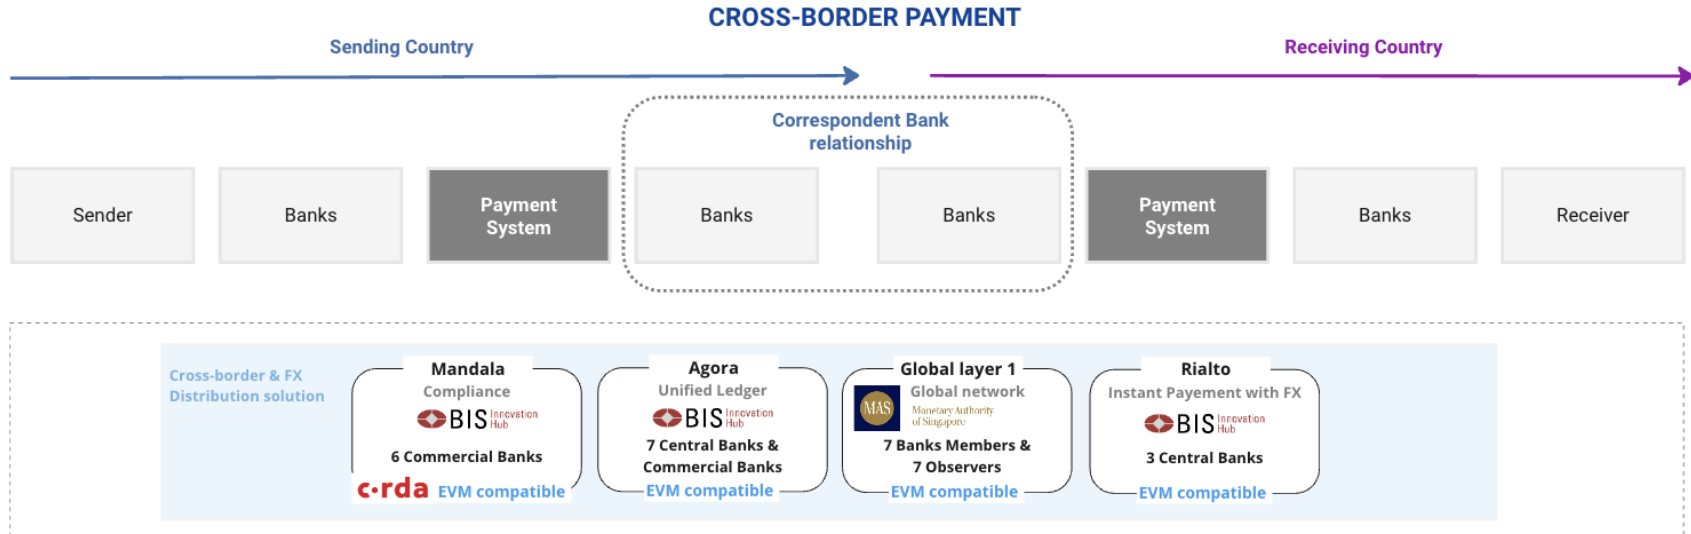 CROSS-BORDER PAYMENT
Sending Country
Receiving Country
Correspondent Bank
relationship
Sender
Banks
Payment
System
Banks
Banks
Payment
System
Banks
Receiver
Cross-border & FX
Distribution solution
Mandala
Compliance
BIS Innovation
Hub
6 Commercial Banks
c·rda EVM compatible
Agora
Unified Ledger
BIS Innovation
Hub
7 Central Banks &
Commercial Banks
EVM compatible
Global layer 1
Global network
MAS
Monetary Authority
of Singapore
7 Banks Members &
7 Observers
EVM compatible
Rialto
Instant Payment with FX
BIS Innovation
Hub
3 Central Banks
EVM compatible